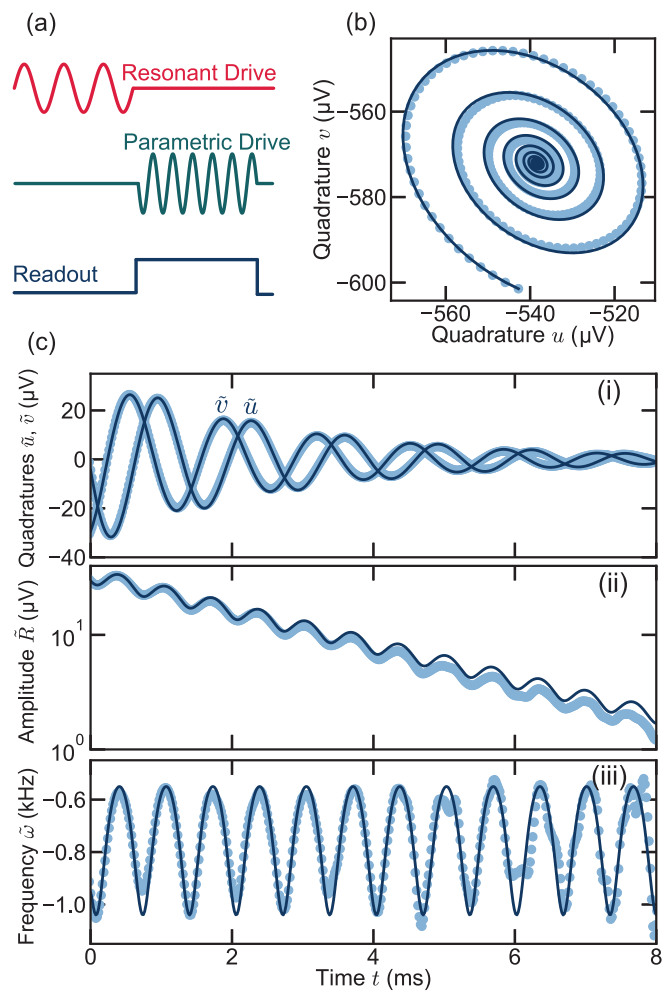 (a)
Resonant Drive
Parametric Drive
Readout
(b)
Quadrature v (µV)
−560
−580
−600
−560 −540 −520
Quadrature u (µV)
(c)
(i)
Quadratures ũ, ṽ (µV)
20
0
−20
−40
ṽ ũ
(ii)
Amplitude R̃ (µV)
10¹
10⁰
(iii)
Frequency ω̃ (kHz)
−0.6
−0.8
−1.0
0 2 4 6 8
Time t (ms)